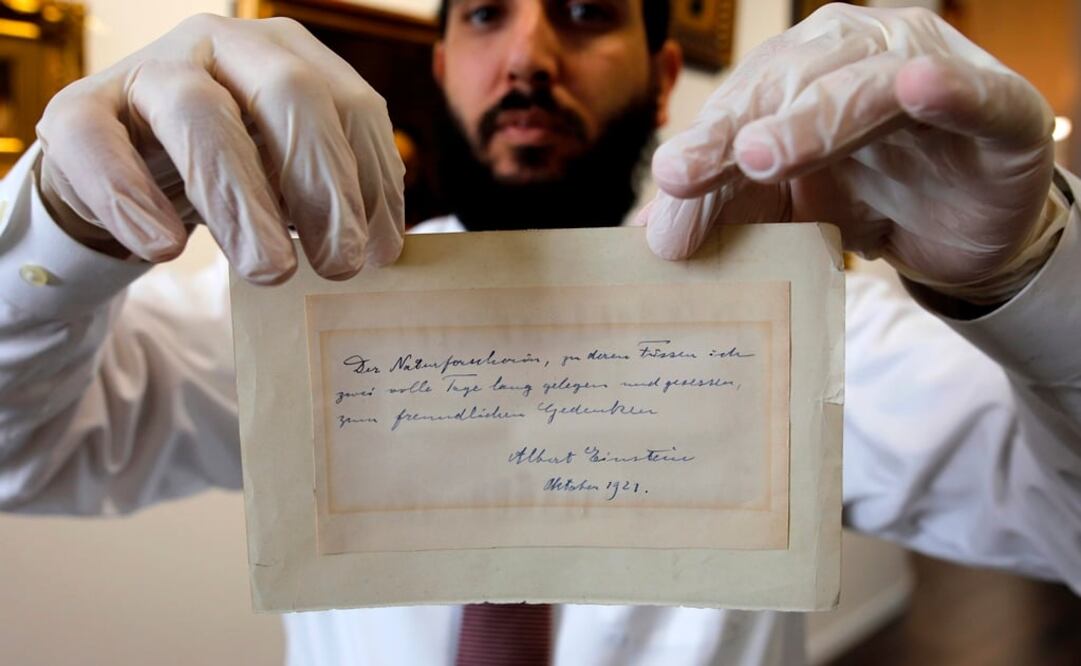 Der Naturforscherin, zu deren Füssen ich
zwei volle Tage lang gelegen und gesessen,
zum freundlichen Gedenken
Albert Einstein
Oktober 1921.